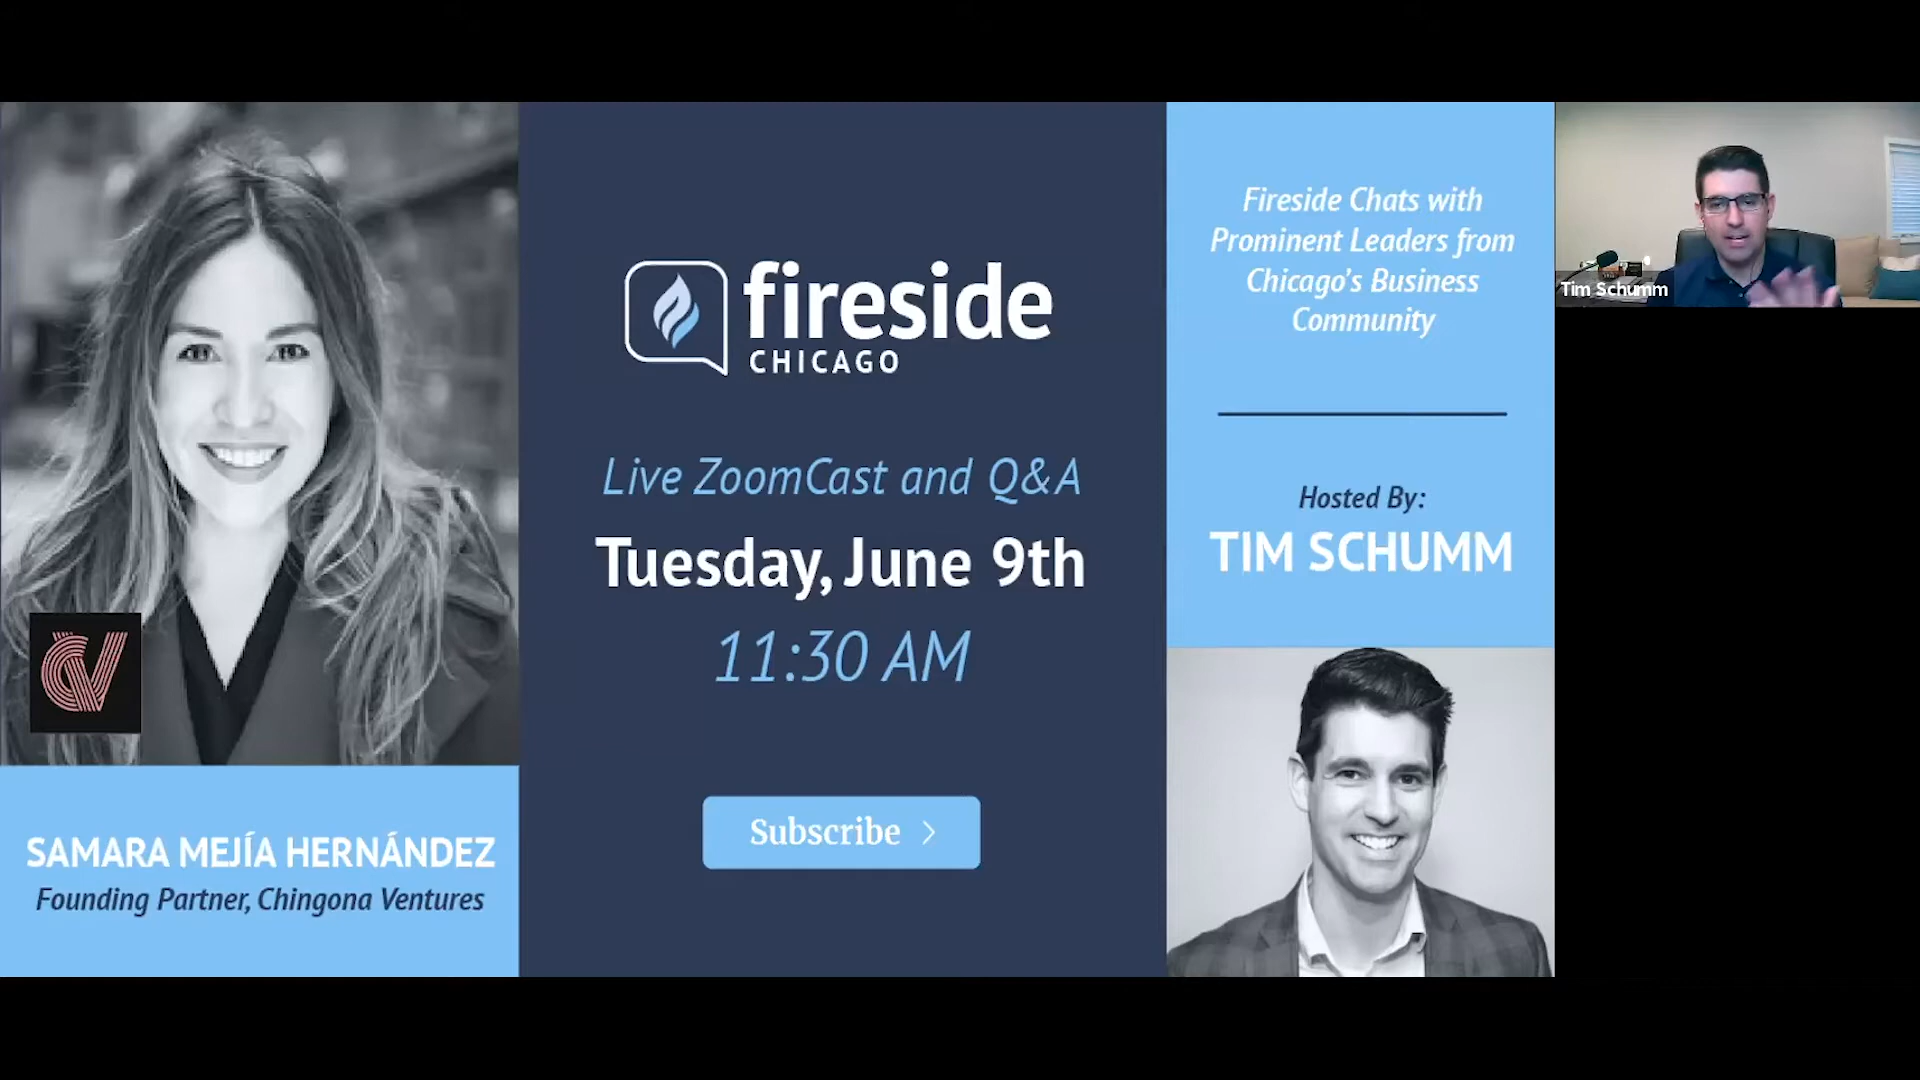 SAMARA MEJÍA HERNÁNDEZ
Founding Partner, Chingona Ventures
CV
fireside
CHICAGO
Live ZoomCast and Q&A
Tuesday, June 9th
11:30 AM
Subscribe >
Fireside Chats with
Prominent Leaders from
Chicago's Business
Community
Hosted By:
TIM SCHUMM
Tim Schumm